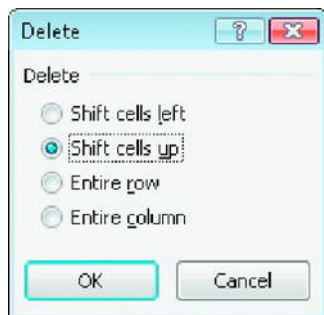 Delete
Delete
Shift cells left
Shift cells up
Entire row
Entire column
OK Cancel